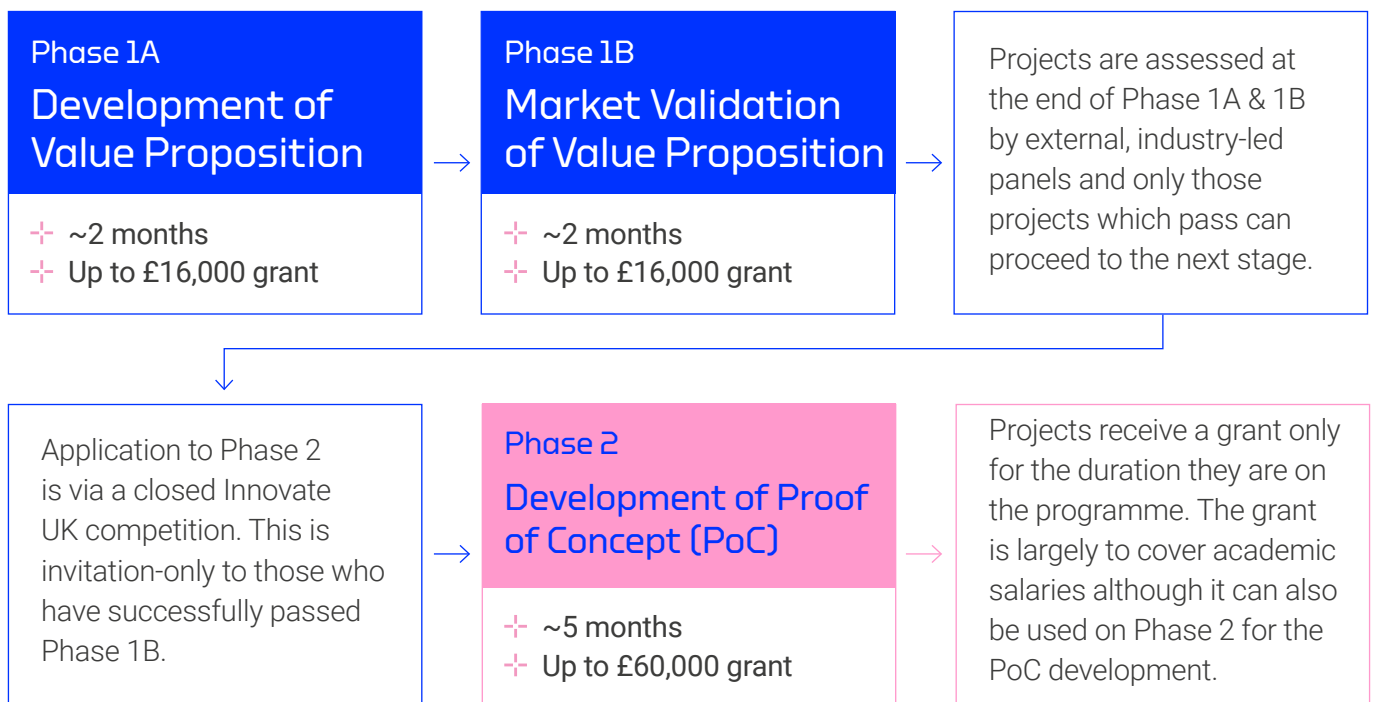 Phase 1A
Development of
Value Proposition
~2 months
Up to £16,000 grant
Phase 1B
Market Validation
of Value Proposition
~2 months
Up to £16,000 grant
Projects are assessed at
the end of Phase 1A & 1B
by external, industry-led
panels and only those
projects which pass can
proceed to the next stage.
Application to Phase 2
is via a closed Innovate
UK competition. This is
invitation-only to those who
have successfully passed
Phase 1B.
Phase 2
Development of Proof
of Concept (PoC)
~5 months
Up to £60,000 grant
Projects receive a grant only
for the duration they are on
the programme. The grant
is largely to cover academic
salaries although it can also
be used on Phase 2 for the
PoC development.